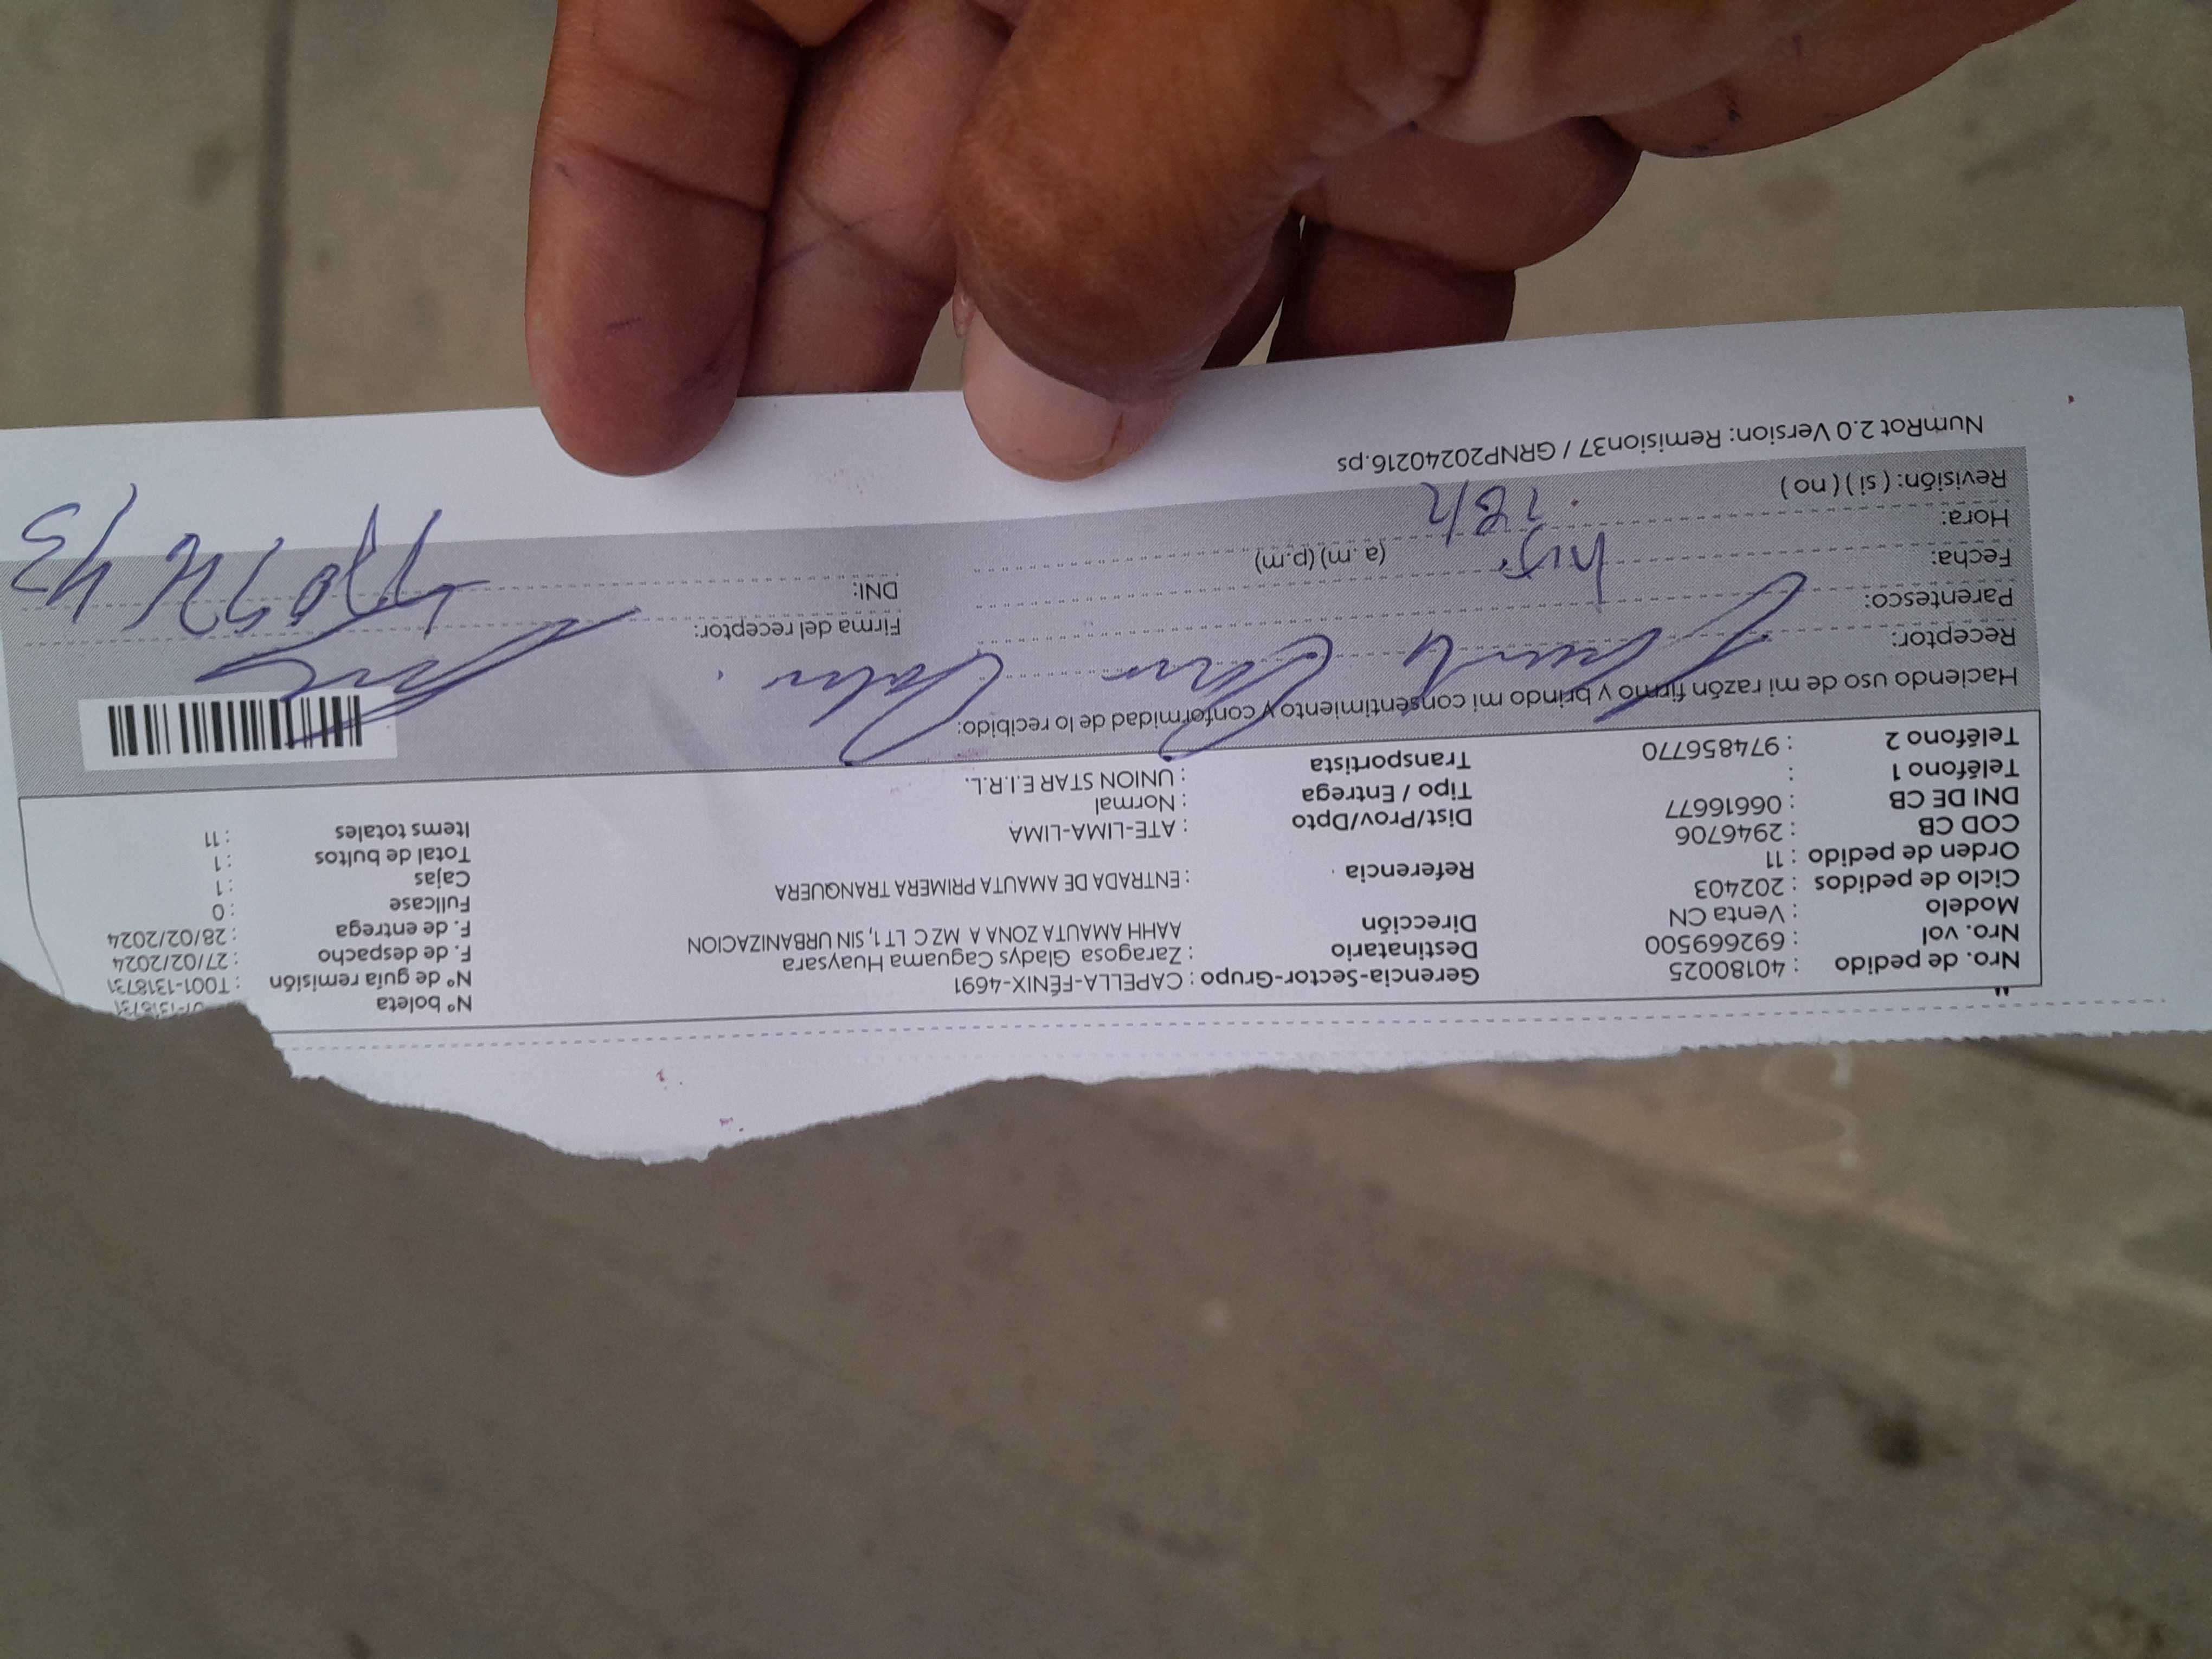 Nº boleta
Nro. de pedido : 40180025 Gerencia-Sector-Grupo : CAPELLA-FÉNIX-4691 Nº de guía remisión : T001-1318731
Nro. vol : 692669500 Destinatario : Zaragosa Gladys Caguama Huaysara F. de despacho : 27/02/2024
Modelo : Venta CN Dirección AAHH AMAUTA ZONA A MZ C LT 1, SIN URBANIZACION F. de entrega : 28/02/2024
Ciclo de pedidos : 202403 Fullcase : 0
Orden de pedido : 11 Referencia : ENTRADA DE AMAUTA PRIMERA TRANQUERA Cajas : 1
COD CB : 2946706 Total de bultos : 1
DNI DE CB : 06616677 Dist/Prov/Dpto : ATE-LIMA-LIMA Items totales : 11
Teléfono 1 : Tipo / Entrega : Normal
Teléfono 2 : 974856770 Transportista : UNION STAR E.I.R.L.
Haciendo uso de mi razón firmo y brindo mi consentimiento y conformidad de lo recibido:
Receptor:
Parentesco: Firma del receptor:
Fecha: (a. m) (p.m) DNI:
Hora:
Revisión: ( si ) ( no )
NumRot 2.0 Version: Remision37 / GRNP20240216.ps